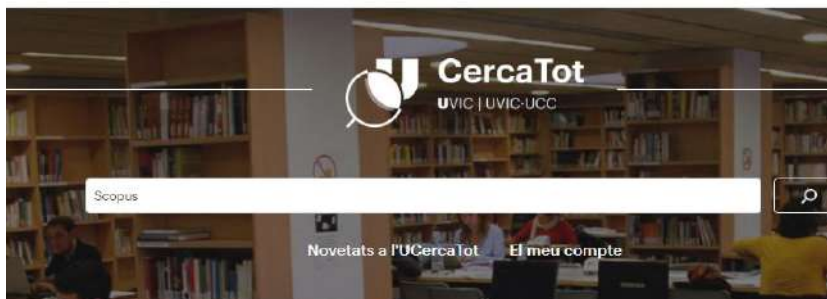 CercaTot
UVIC | UVIC·UCC
Scopus
Novetats a l'UCercaTot El meu compte